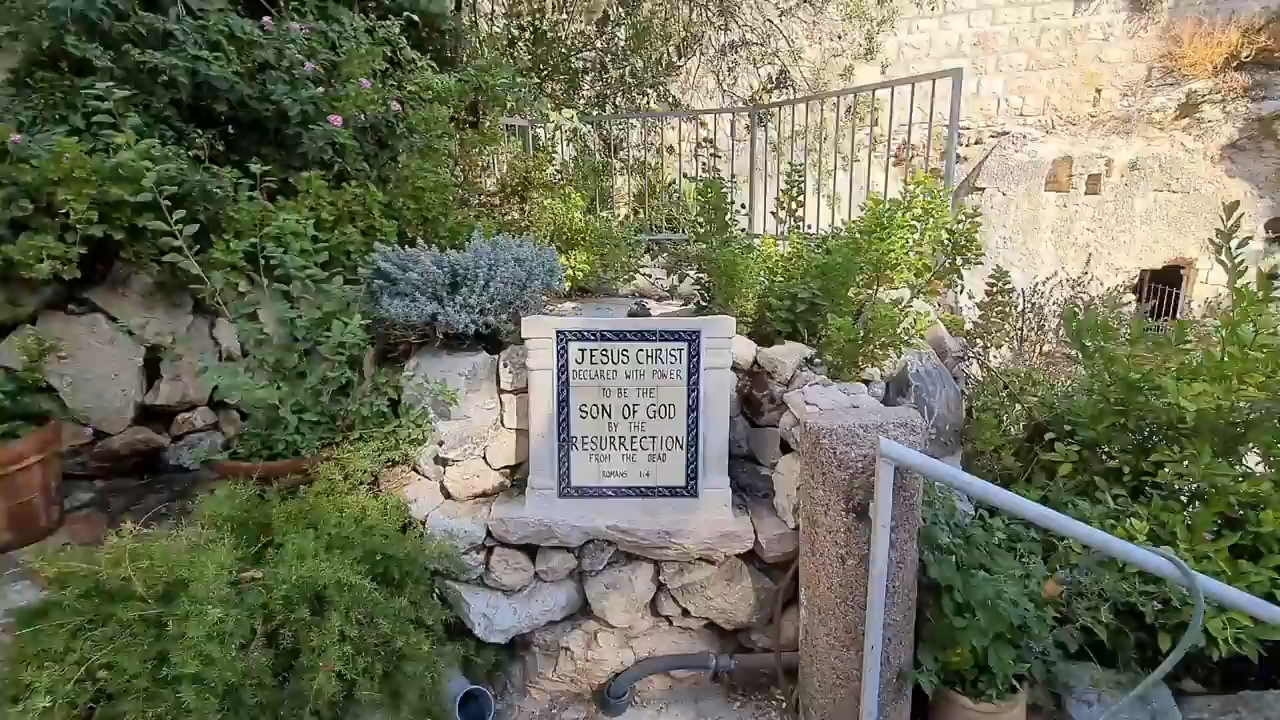 JESUS CHRIST
DECLARED WITH POWER
TO BE THE
SON OF GOD
BY THE
RESURRECTION
FROM THE DEAD
ROMANS 1:4